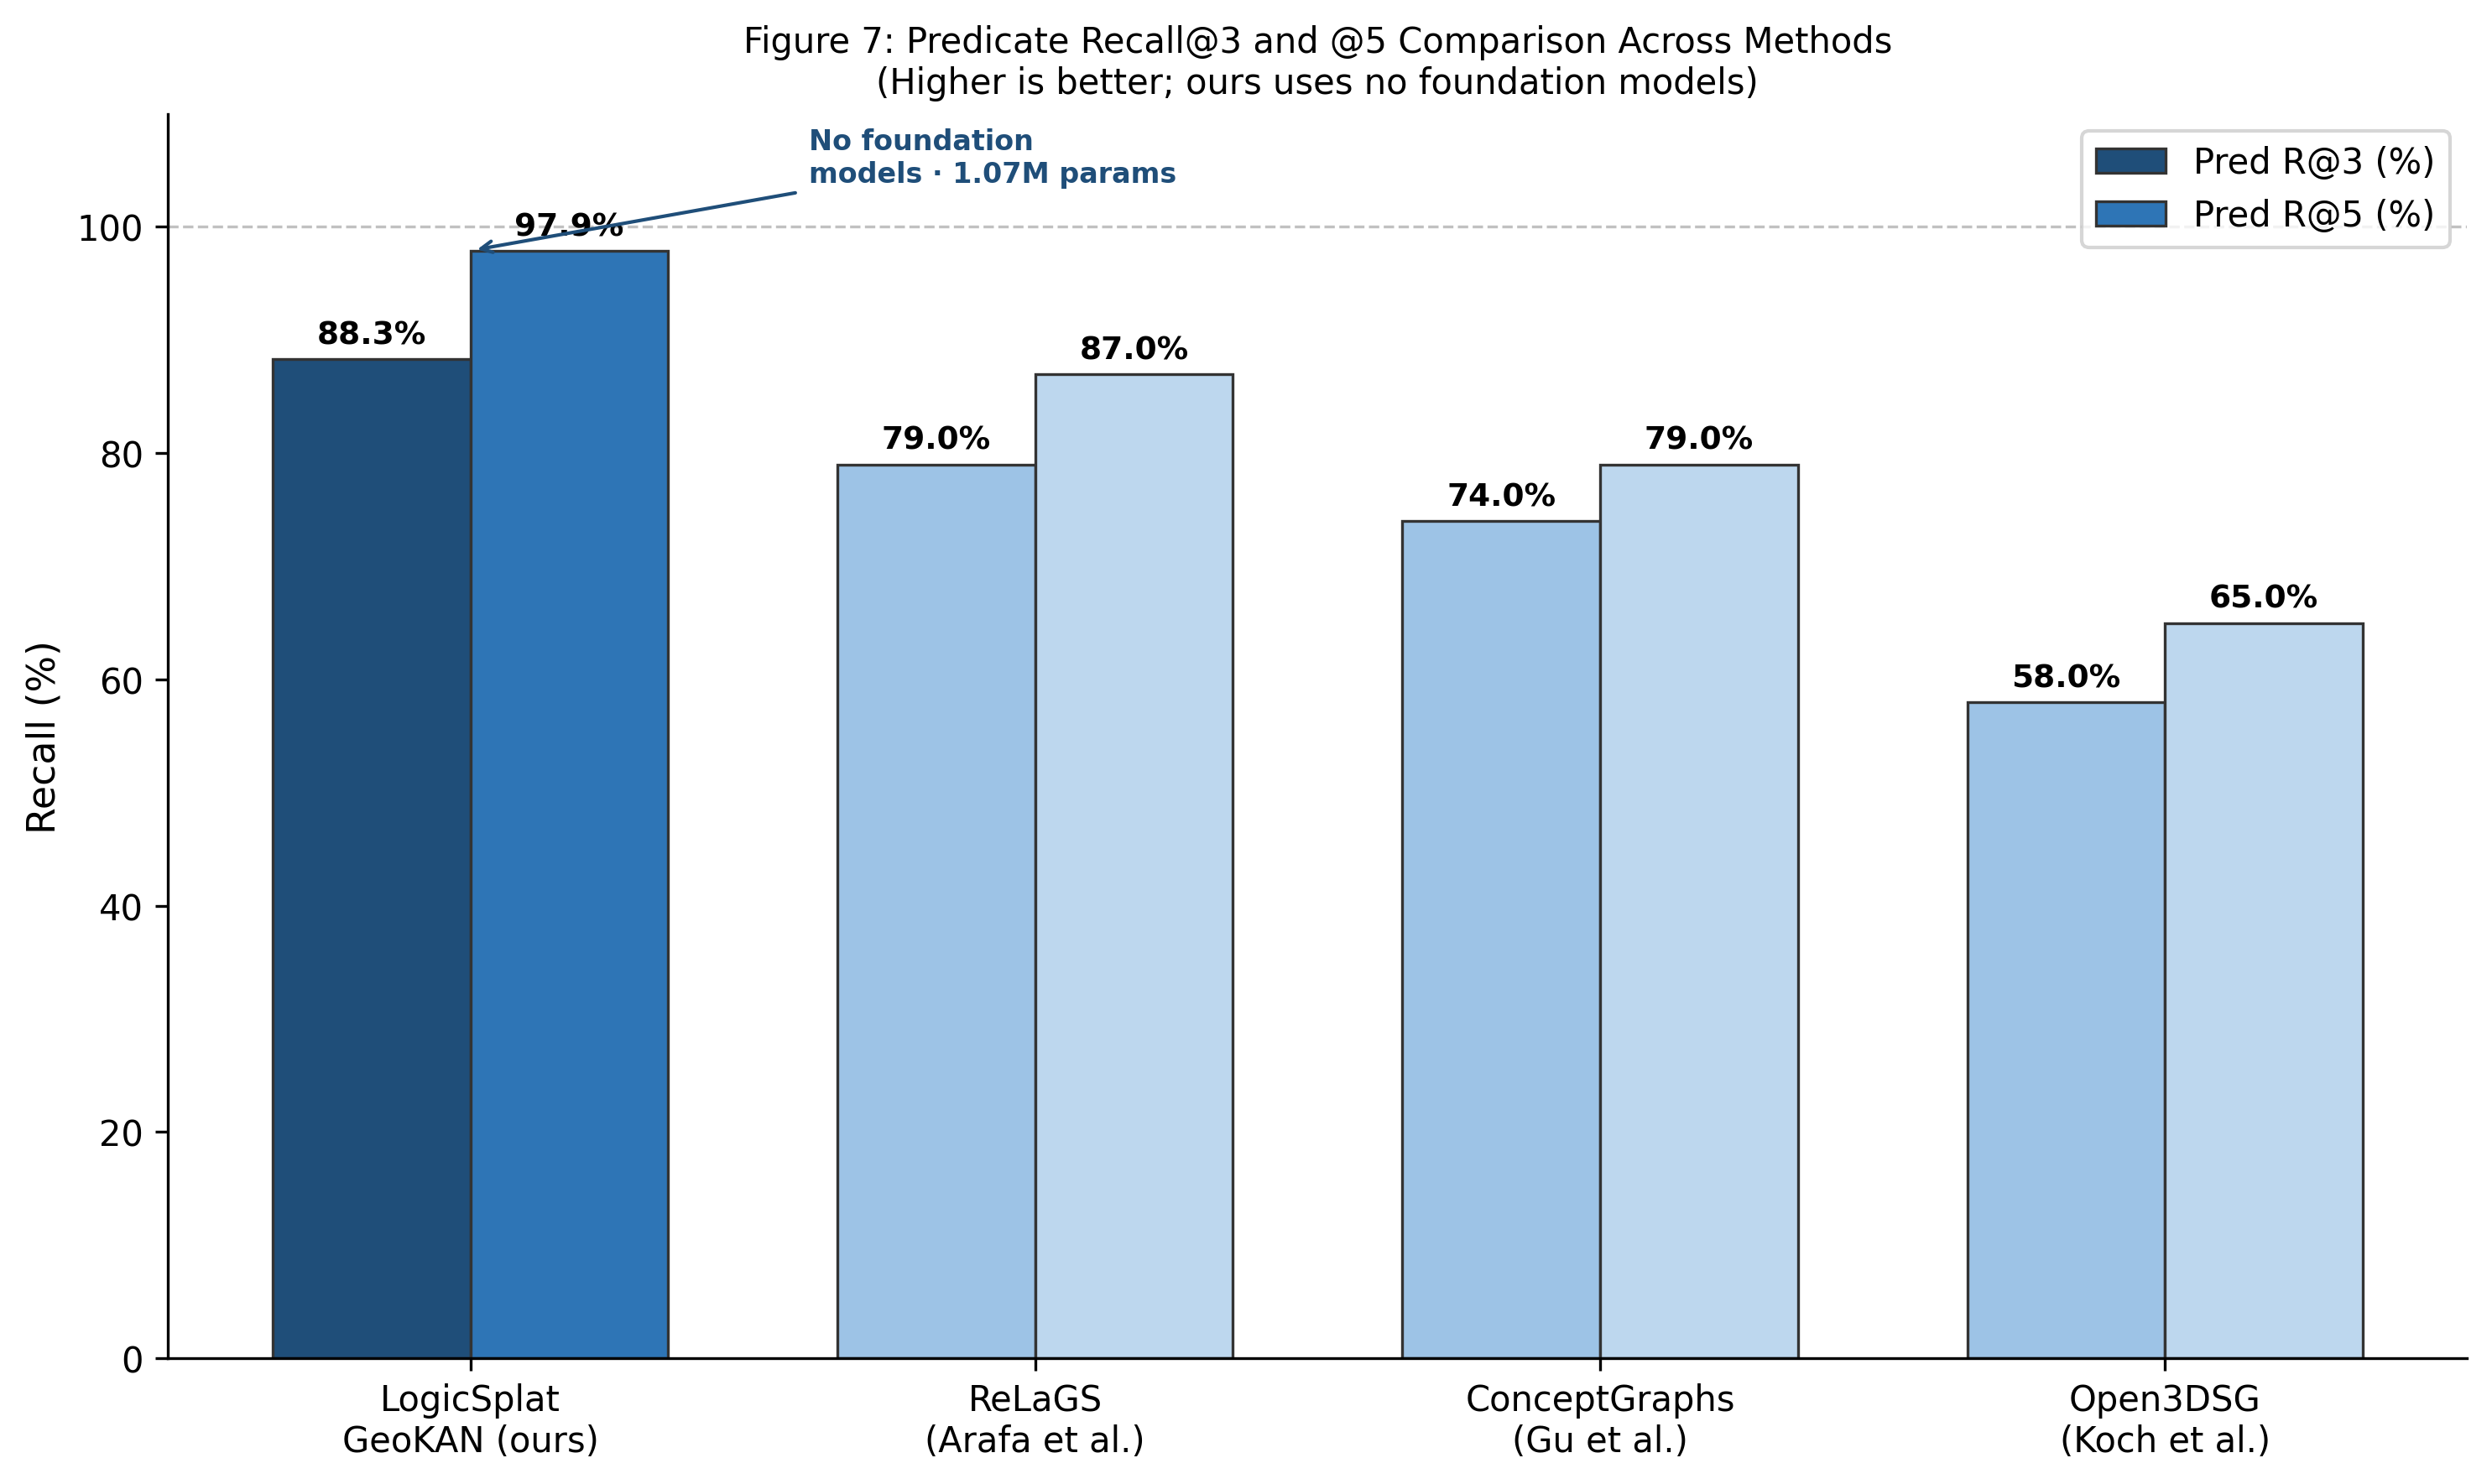 Figure 7: Predicate Recall@3 and @5 Comparison Across Methods
(Higher is better; ours uses no foundation models)
No foundation
models · 1.07M params
Pred R@3 (%)
Pred R@5 (%)
Recall (%)
100
80
60
40
20
0
88.3%
97.9%
79.0%
87.0%
74.0%
79.0%
58.0%
65.0%
LogicSplat
GeoKAN (ours)
ReLaGS
(Arafa et al.)
ConceptGraphs
(Gu et al.)
Open3DSG
(Koch et al.)